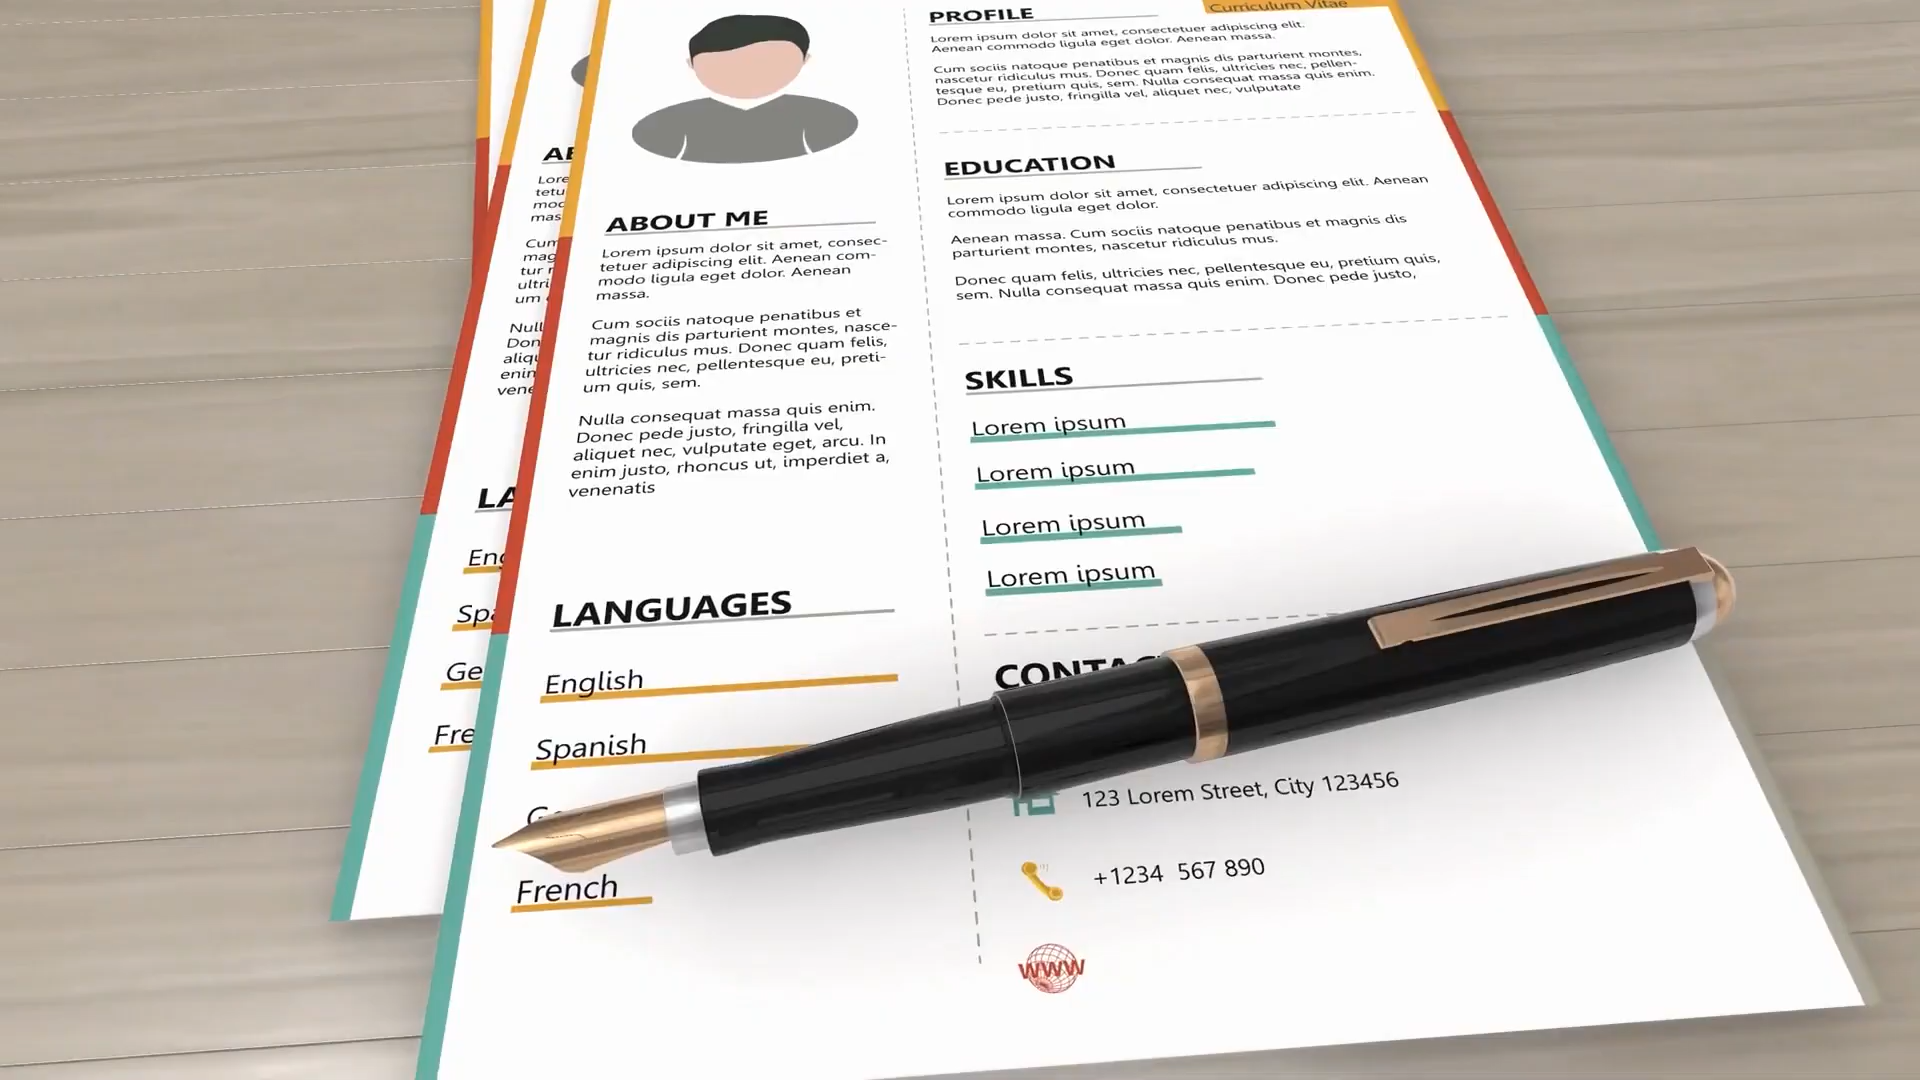 Curriculum Vitae
PROFILE
Lorem ipsum dolor sit amet, consectetuer adipiscing elit.
Aenean commodo ligula eget dolor. Aenean massa.
Cum sociis natoque penatibus et magnis dis parturient montes,
nascetur ridiculus mus. Donec quam felis, ultricies nec, pellen-
tesque eu, pretium quis, sem. Nulla consequat massa quis enim.
Donec pede justo, fringilla vel, aliquet nec, vulputate
EDUCATION
Lorem ipsum dolor sit amet, consectetuer adipiscing elit. Aenean
commodo ligula eget dolor.
Aenean massa. Cum sociis natoque penatibus et magnis dis
parturient montes, nascetur ridiculus mus.
Donec quam felis, ultricies nec, pellentesque eu, pretium quis,
sem. Nulla consequat massa quis enim. Donec pede justo,
SKILLS
Lorem ipsum
Lorem ipsum
Lorem ipsum
Lorem ipsum
123 Lorem Street, City 123456
+1234 567 890
WWW
ABOUT ME
Lorem ipsum dolor sit amet, consec-
tetuer adipiscing elit. Aenean com-
modo ligula eget dolor. Aenean
massa.
Cum sociis natoque penatibus et
magnis dis parturient montes, nasce-
tur ridiculus mus. Donec quam felis,
ultricies nec, pellentesque eu, preti-
um quis, sem.
Nulla consequat massa quis enim.
Donec pede justo, fringilla vel,
aliquet nec, vulputate eget, arcu. In
enim justo, rhoncus ut, imperdiet a,
venenatis
LANGUAGES
English
Spanish
French